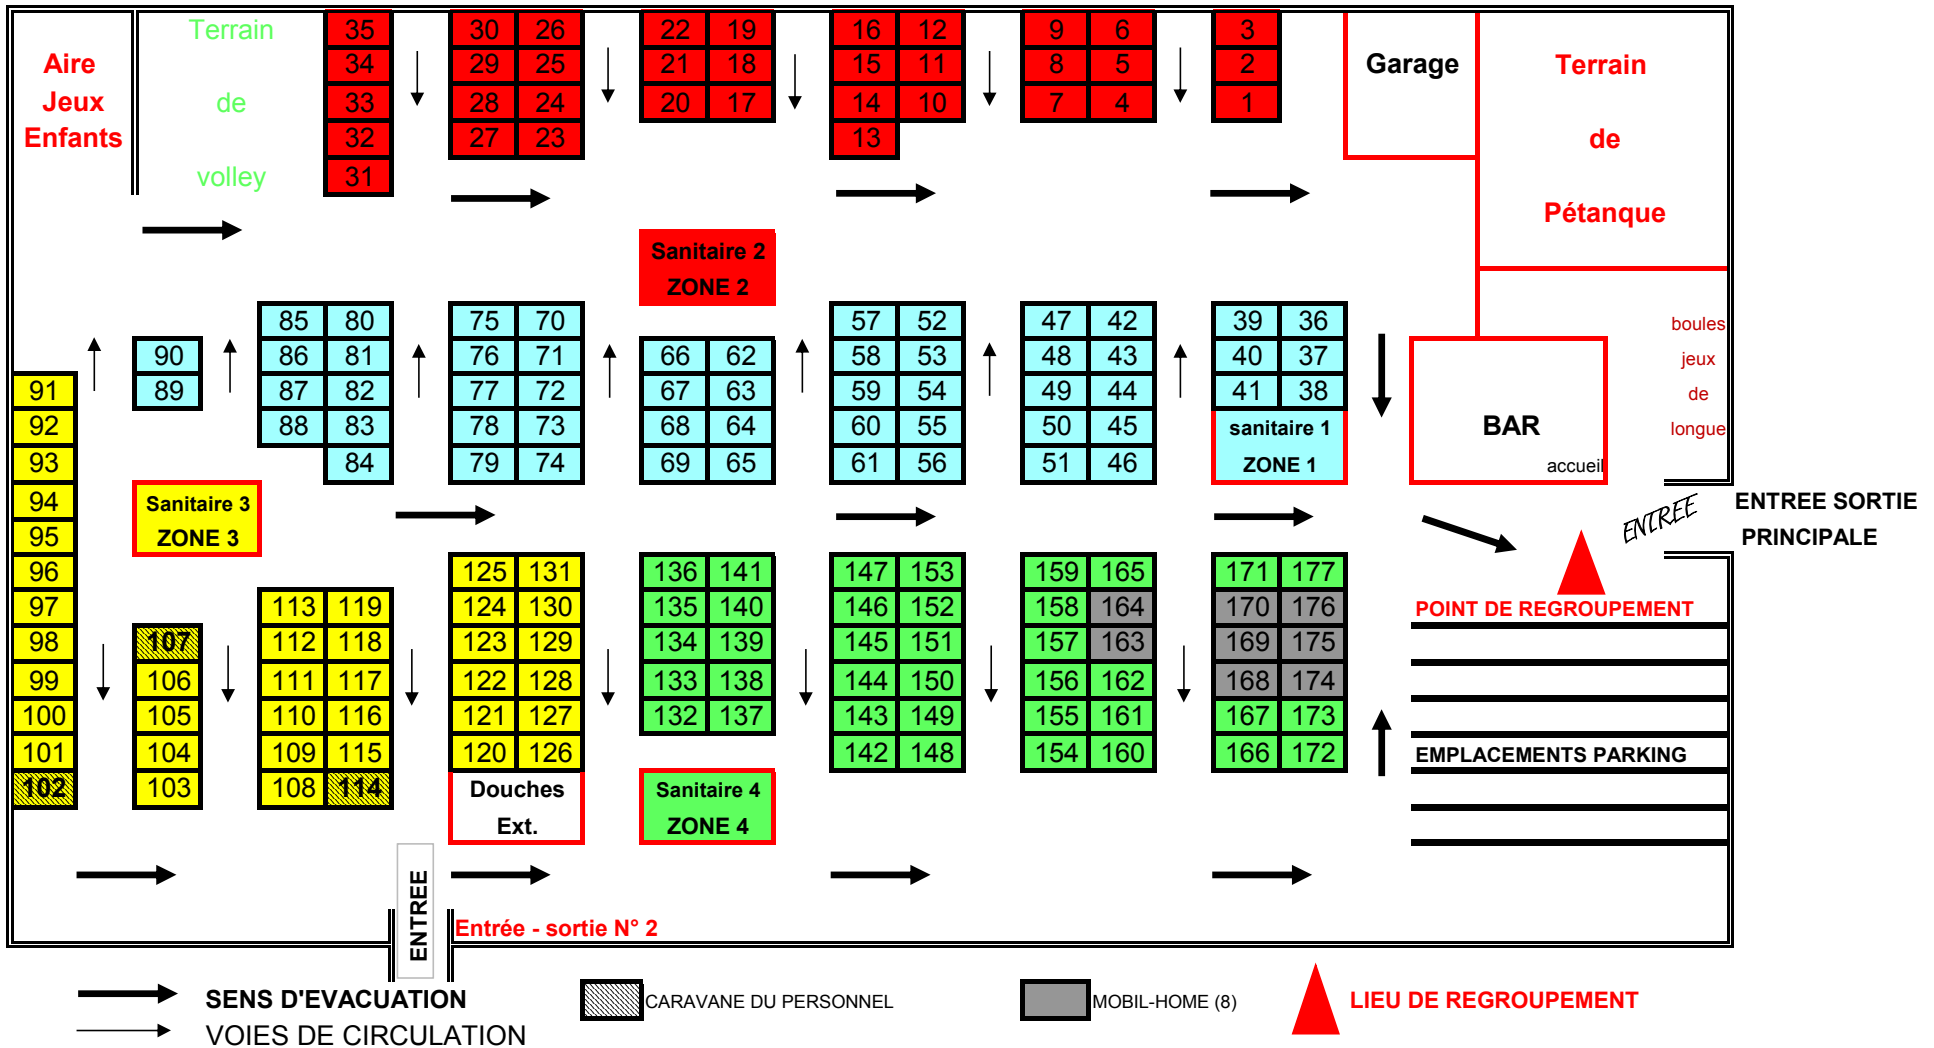 Terrain 35 30 26 22 19 16 12 9 6 3
Aire 34 29 25 21 18 15 11 8 5 2 Garage Terrain
Jeux de 33 28 24 20 17 14 10 7 4 1
Enfants 32 27 23 13 de
volley 31
Pétanque
Sanitaire 2
ZONE 2
85 80 75 70 57 52 47 42 39 36 boules
90 86 81 76 71 66 62 58 53 48 43 40 37 jeux
91 89 87 82 77 72 67 63 59 54 49 44 41 38 de
92 88 83 78 73 68 64 60 55 50 45 sanitaire 1 BAR longue
93 84 79 74 69 65 61 56 51 46 ZONE 1 accueil
94 Sanitaire 3 ENTREE ENTREE SORTIE
95 ZONE 3 PRINCIPALE
96 125 131 136 141 147 153 159 165 171 177
97 113 119 124 130 135 140 146 152 158 164 170 176 POINT DE REGROUPEMENT
98 107 112 118 123 129 134 139 145 151 157 163 169 175
99 106 111 117 122 128 133 138 144 150 156 162 168 174
100 105 110 116 121 127 132 137 143 149 155 161 167 173
101 104 109 115 120 126 142 148 154 160 166 172 EMPLACEMENTS PARKING
102 103 108 114 Douches Sanitaire 4
Ext. ZONE 4
ENTREE
Entrée - sortie N° 2
SENS D'EVACUATION CARAVANE DU PERSONNEL MOBIL-HOME (8) LIEU DE REGROUPEMENT
VOIES DE CIRCULATION